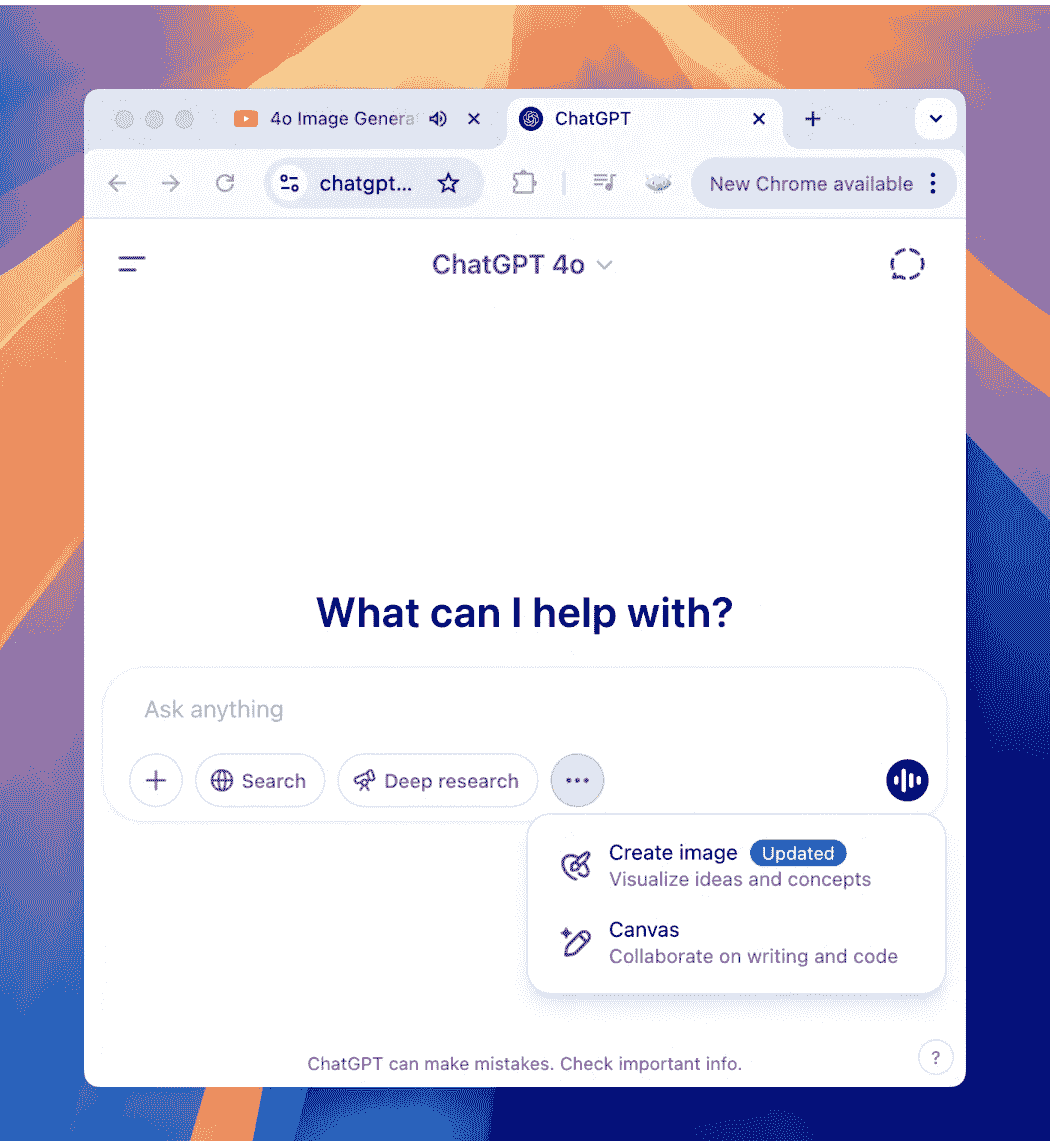 4o Image Genera
ChatGPT
chatgpt...
New Chrome available
ChatGPT 4o
What can I help with?
Ask anything
Search
Deep research
Create image Updated
Visualize ideas and concepts
Canvas
Collaborate on writing and code
ChatGPT can make mistakes. Check important info.
?